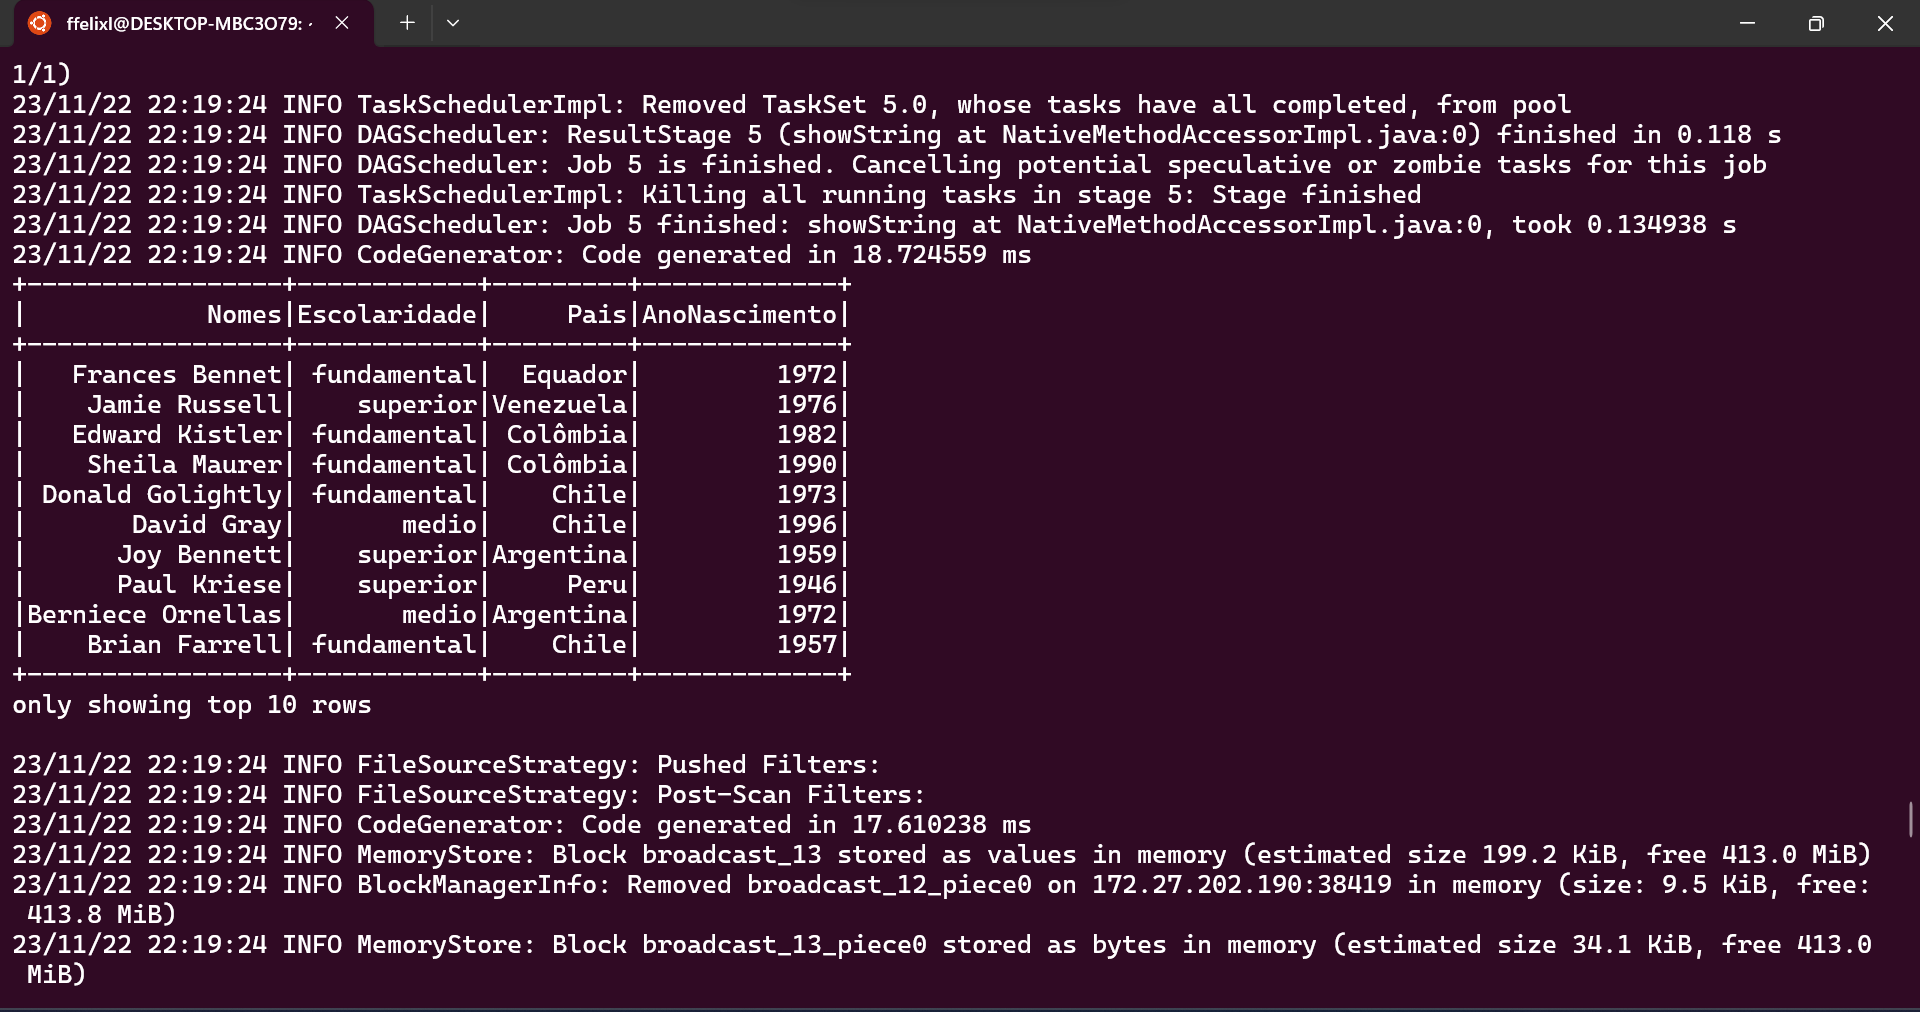 ffelixl@DESKTOP-MBC3O79:
1/1)
23/11/22 22:19:24 INFO TaskSchedulerImpl: Removed TaskSet 5.0, whose tasks have all completed, from pool
23/11/22 22:19:24 INFO DAGScheduler: ResultStage 5 (showString at NativeMethodAccessorImpl.java:0) finished in 0.118 s
23/11/22 22:19:24 INFO DAGScheduler: Job 5 is finished. Cancelling potential speculative or zombie tasks for this job
23/11/22 22:19:24 INFO TaskSchedulerImpl: Killing all running tasks in stage 5: Stage finished
23/11/22 22:19:24 INFO DAGScheduler: Job 5 finished: showString at NativeMethodAccessorImpl.java:0, took 0.134938 s
23/11/22 22:19:24 INFO CodeGenerator: Code generated in 18.724559 ms
+-----------------+------------+---------+-------------+
|            Nomes|Escolaridade|     Pais|AnoNascimento|
+-----------------+------------+---------+-------------+
|   Frances Bennet| fundamental|  Equador|         1972|
|    Jamie Russell|    superior|Venezuela|         1976|
|   Edward Kistler| fundamental| Colômbia|         1982|
|    Sheila Maurer| fundamental| Colômbia|         1990|
| Donald Golightly| fundamental|    Chile|         1973|
|       David Gray|       medio|    Chile|         1996|
|      Joy Bennett|    superior|Argentina|         1959|
|      Paul Kriese|    superior|     Peru|         1946|
|Berniece Ornellas|       medio|Argentina|         1972|
|    Brian Farrell| fundamental|    Chile|         1957|
+-----------------+------------+---------+-------------+
only showing top 10 rows
23/11/22 22:19:24 INFO FileSourceStrategy: Pushed Filters:
23/11/22 22:19:24 INFO FileSourceStrategy: Post-Scan Filters:
23/11/22 22:19:24 INFO CodeGenerator: Code generated in 17.610238 ms
23/11/22 22:19:24 INFO MemoryStore: Block broadcast_13 stored as values in memory (estimated size 199.2 KiB, free 413.0 MiB)
23/11/22 22:19:24 INFO BlockManagerInfo: Removed broadcast_12_piece0 on 172.27.202.190:38419 in memory (size: 9.5 KiB, free:
 413.8 MiB)
23/11/22 22:19:24 INFO MemoryStore: Block broadcast_13_piece0 stored as bytes in memory (estimated size 34.1 KiB, free 413.0
 MiB)